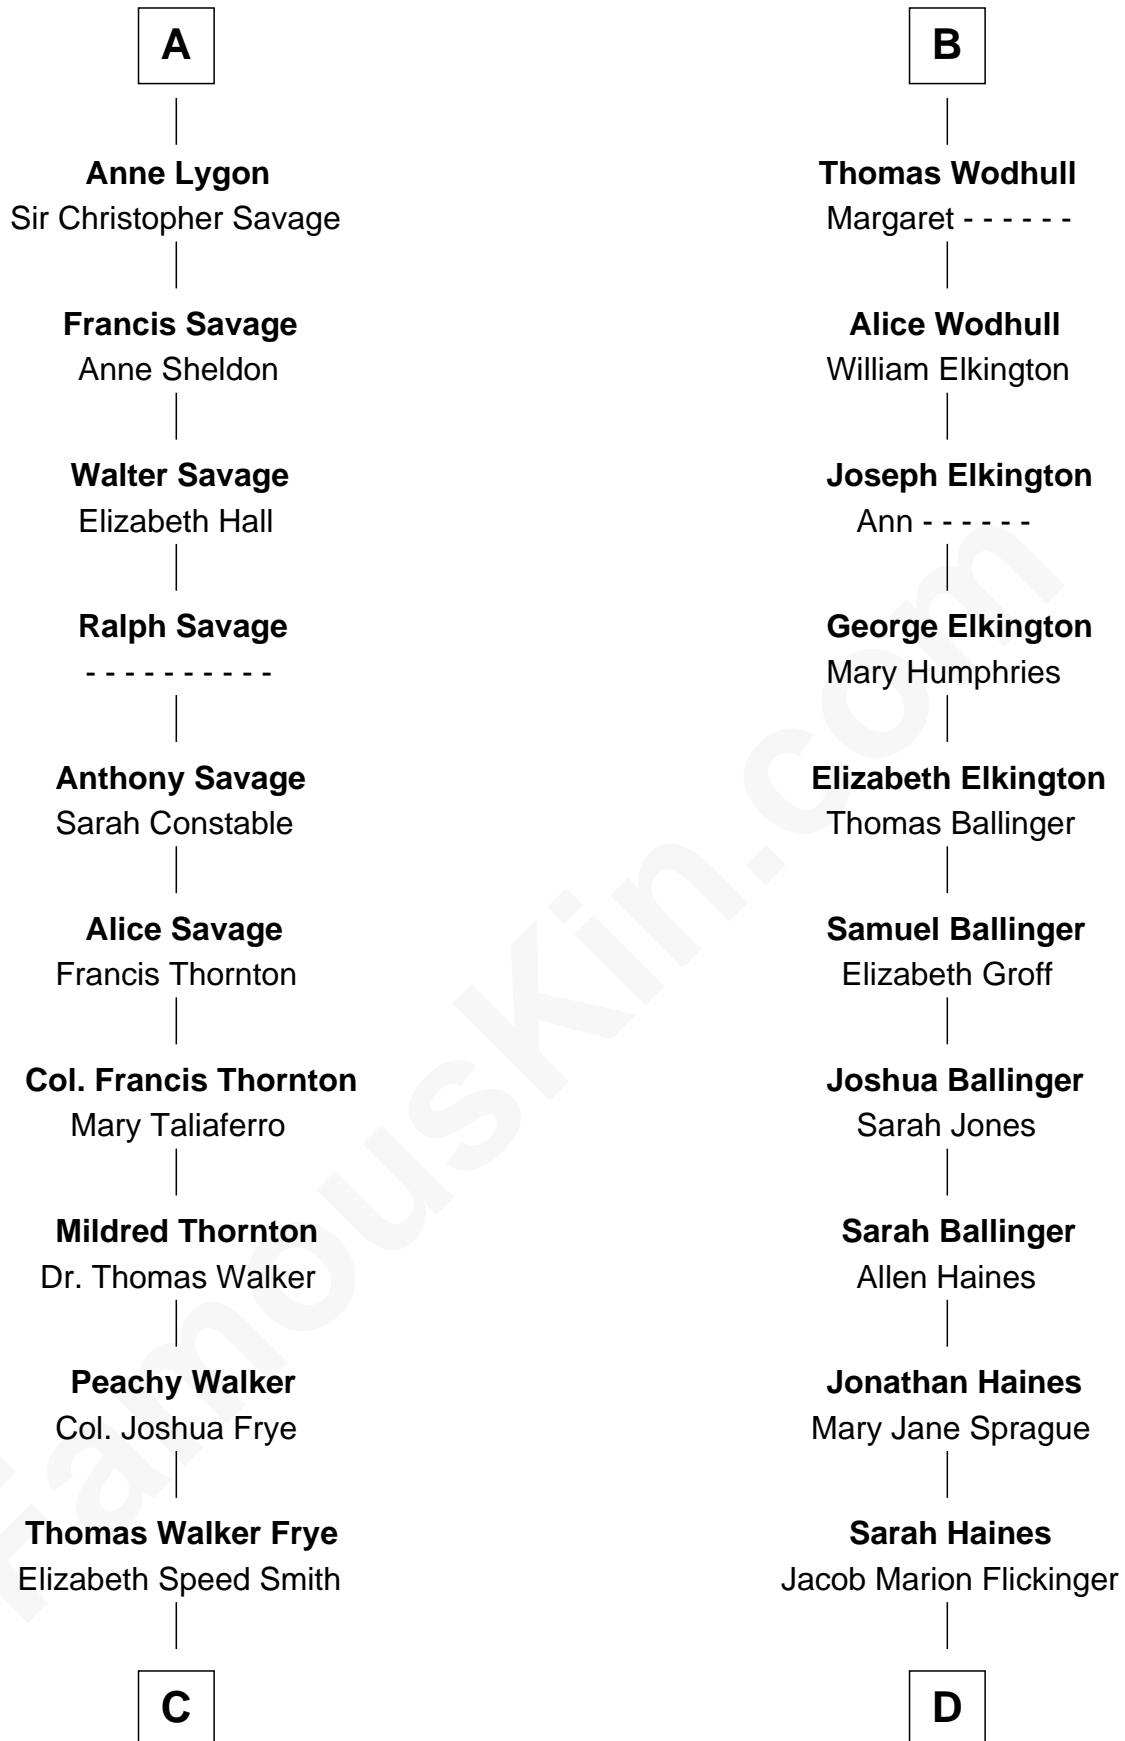 A
Anne Lygon
Sir Christopher Savage
Francis Savage
Anne Sheldon
Walter Savage
Elizabeth Hall
Ralph Savage
- - - - - - - - - -
Anthony Savage
Sarah Constable
Alice Savage
Francis Thornton
Col. Francis Thornton
Mary Taliaferro
Mildred Thornton
Dr. Thomas Walker
Peachy Walker
Col. Joshua Frye
Thomas Walker Frye
Elizabeth Speed Smith
C
B
Thomas Wodhull
Margaret - - - - - -
Alice Wodhull
William Elkington
Joseph Elkington
Ann - - - - - -
George Elkington
Mary Humphries
Elizabeth Elkington
Thomas Ballinger
Samuel Ballinger
Elizabeth Groff
Joshua Ballinger
Sarah Jones
Sarah Ballinger
Allen Haines
Jonathan Haines
Mary Jane Sprague
Sarah Haines
Jacob Marion Flickinger
D
FamousKin.com